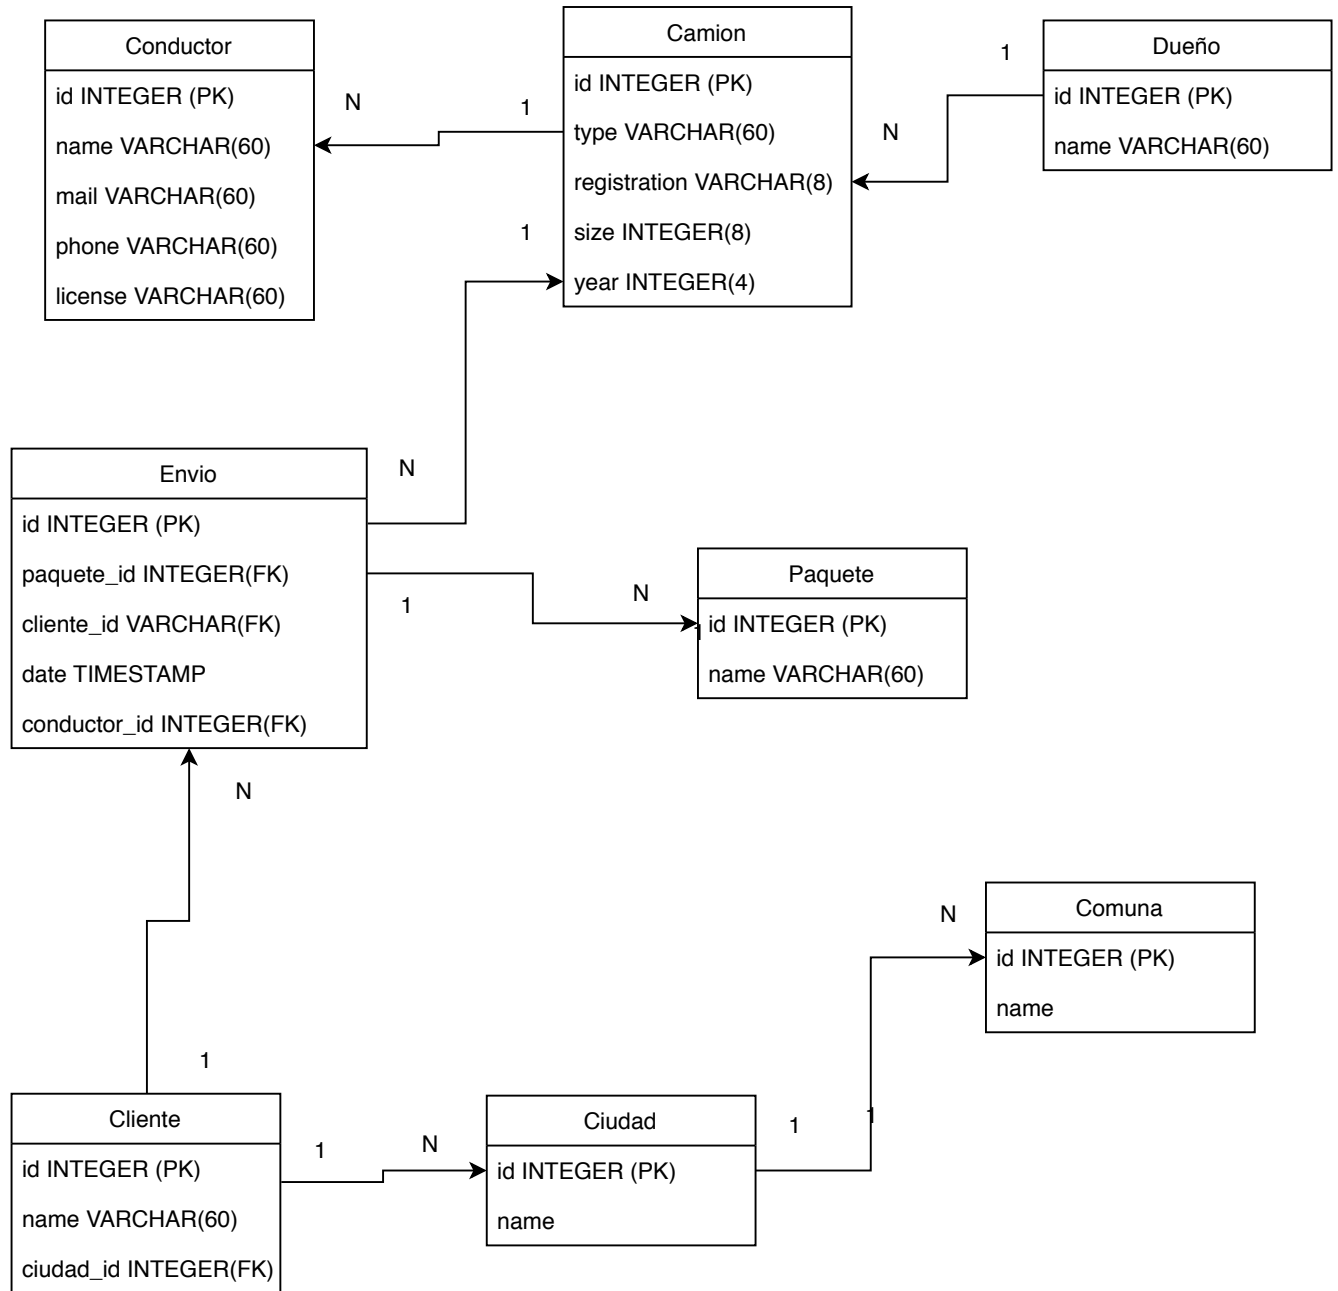 Conductor
id INTEGER (PK)
name VARCHAR(60)
mail VARCHAR(60)
phone VARCHAR(60)
license VARCHAR(60)
N
1
Camion
id INTEGER (PK)
type VARCHAR(60)
registration VARCHAR(8)
size INTEGER(8)
year INTEGER(4)
1
N
1
Dueño
id INTEGER (PK)
name VARCHAR(60)
Envio
id INTEGER (PK)
paquete_id INTEGER(FK)
cliente_id VARCHAR(FK)
date TIMESTAMP
conductor_id INTEGER(FK)
N
1
N
1
Paquete
id INTEGER (PK)
name VARCHAR(60)
N
1
Comuna
id INTEGER (PK)
name
N
Cliente
id INTEGER (PK)
name VARCHAR(60)
ciudad_id INTEGER(FK)
1
N
Ciudad
id INTEGER (PK)
name
1
1